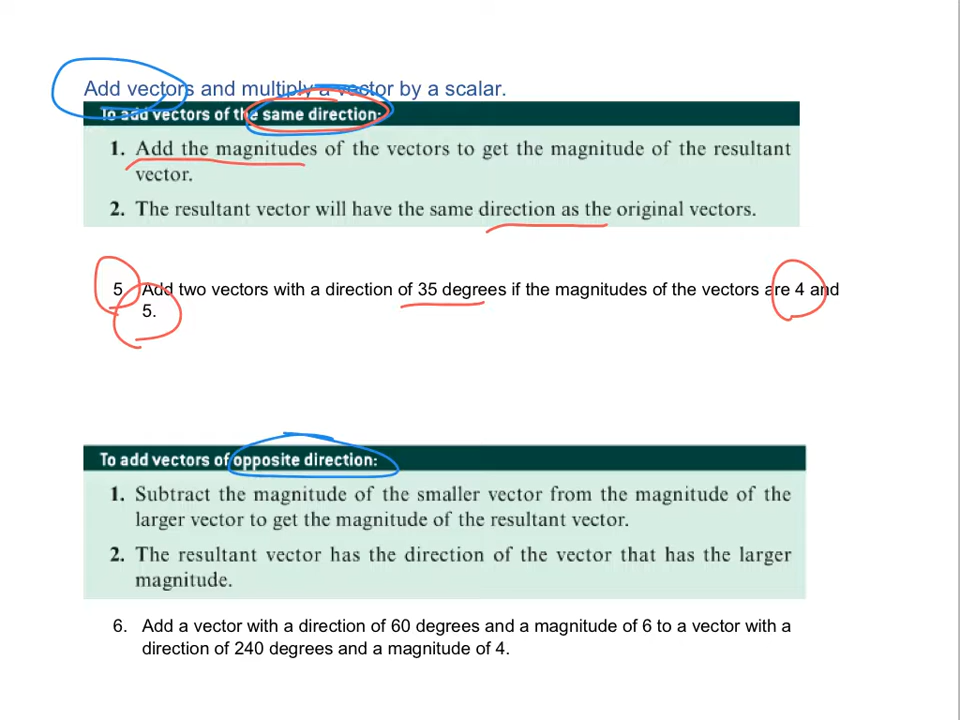 Add vectors and multiply a vector by a scalar.
To add vectors of the same direction:
1. Add the magnitudes of the vectors to get the magnitude of the resultant
vector.
2. The resultant vector will have the same direction as the original vectors.
5. Add two vectors with a direction of 35 degrees if the magnitudes of the vectors are 4 and
5.
To add vectors of opposite direction:
1. Subtract the magnitude of the smaller vector from the magnitude of the
larger vector to get the magnitude of the resultant vector.
2. The resultant vector has the direction of the vector that has the larger
magnitude.
6. Add a vector with a direction of 60 degrees and a magnitude of 6 to a vector with a
direction of 240 degrees and a magnitude of 4.